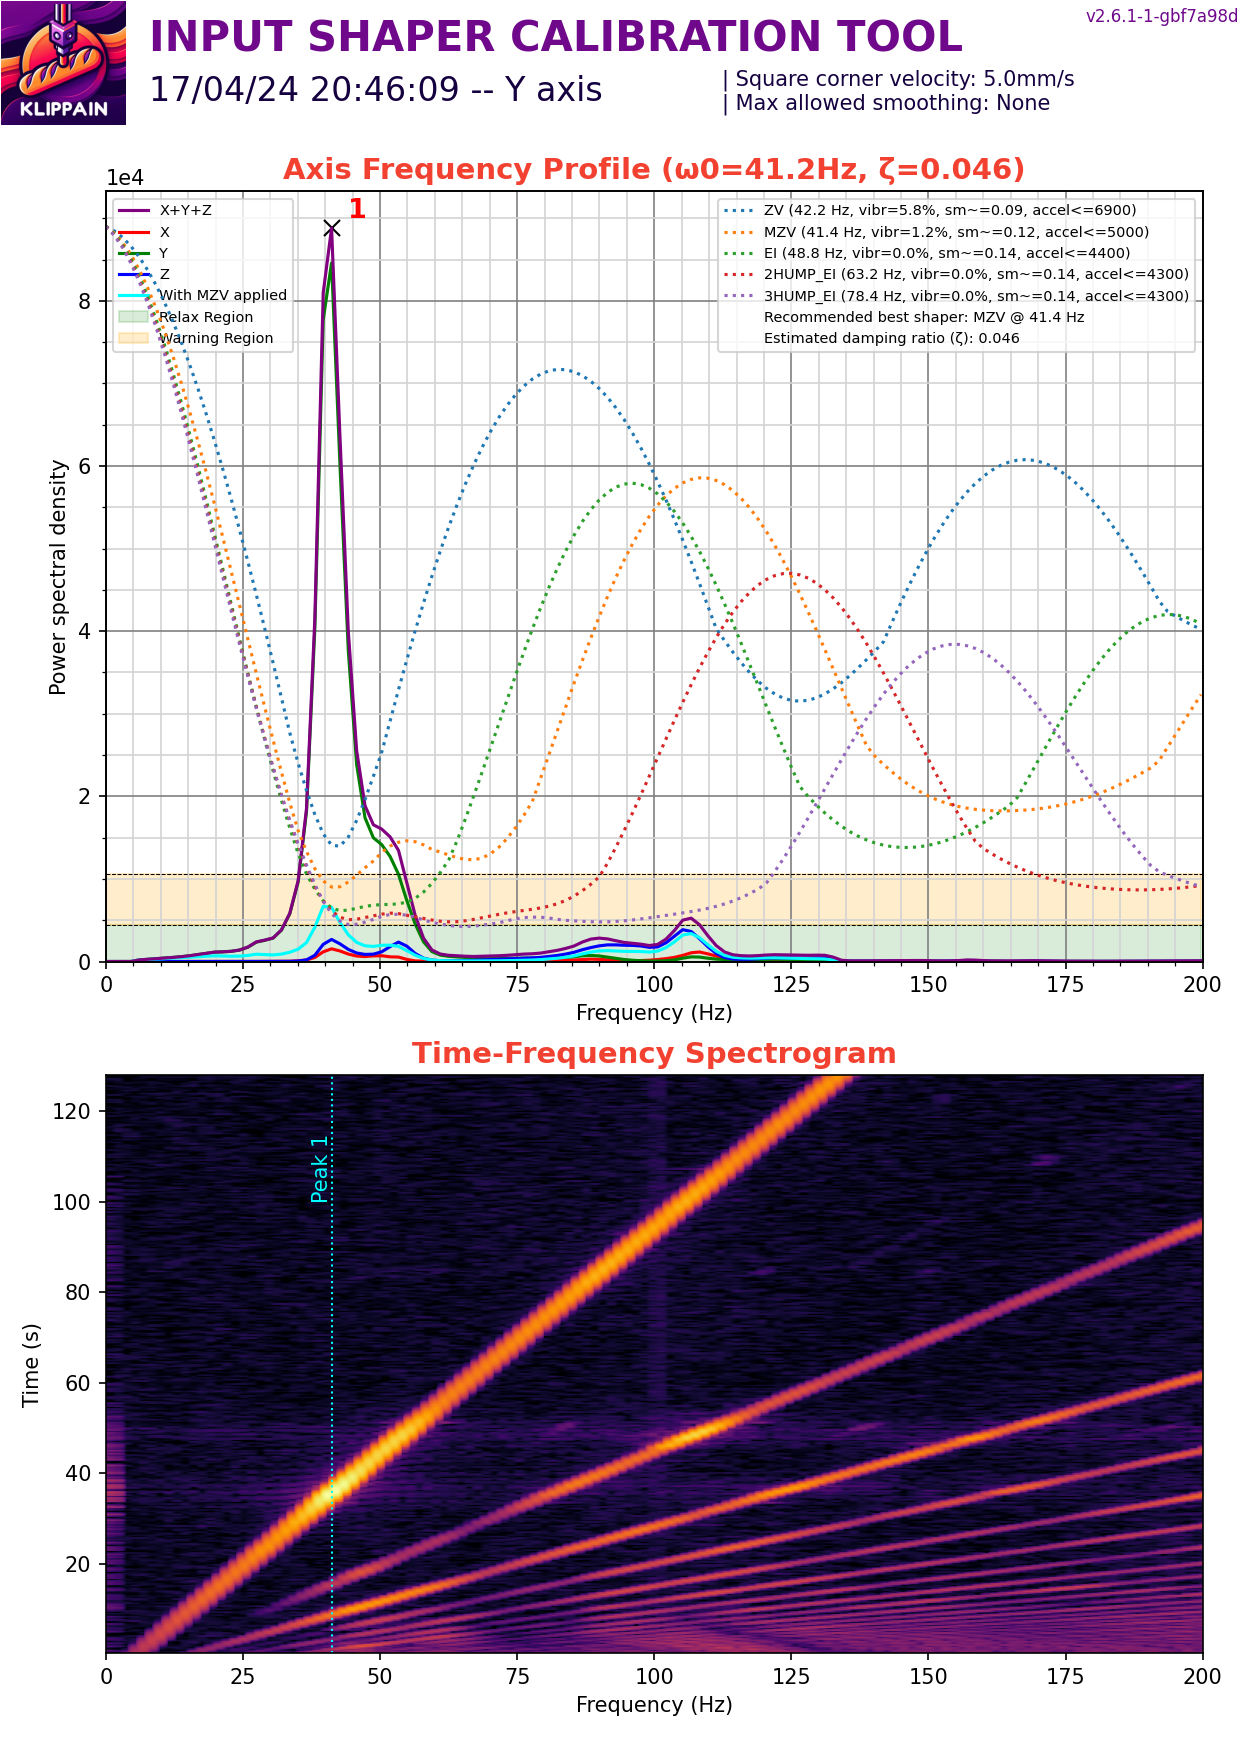 v2.6.1-1-gbf7a98d
INPUT SHAPER CALIBRATION TOOL
KLIPPAIN
17/04/24 20:46:09 -- Y axis
| Square corner velocity: 5.0mm/s
| Max allowed smoothing: None
Axis Frequency Profile (ω0=41.2Hz, ζ=0.046)
1e4
1
X+Y+Z
X
Y
Z
With MZV applied
Relax Region
Warning Region
ZV (42.2 Hz, vibr=5.8%, sm~=0.09, accel<=6900)
MZV (41.4 Hz, vibr=1.2%, sm~=0.12, accel<=5000)
EI (48.8 Hz, vibr=0.0%, sm~=0.14, accel<=4400)
2HUMP_EI (63.2 Hz, vibr=0.0%, sm~=0.14, accel<=4300)
3HUMP_EI (78.4 Hz, vibr=0.0%, sm~=0.14, accel<=4300)
Recommended best shaper: MZV @ 41.4 Hz
Estimated damping ratio (ζ): 0.046
Power spectral density
8
6
4
2
0
0 25 50 75 100 125 150 175 200
Frequency (Hz)
Time-Frequency Spectrogram
Peak 1
Time (s)
120
100
80
60
40
20
0 25 50 75 100 125 150 175 200
Frequency (Hz)